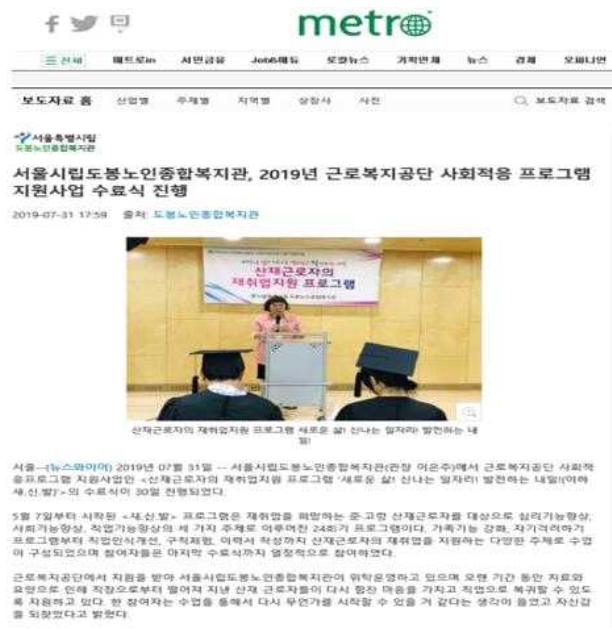 metro
전체 메트로in 서민금융 Job&에듀 로컬뉴스 기획연재 뉴스 경제 오피니언
보도자료 홈 산업별 주제별 지역별 상장사 사진 보도자료 검색
서울특별시립
도봉노인종합복지관
서울시립도봉노인종합복지관, 2019년 근로복지공단 사회적응 프로그램
지원사업 수료식 진행
2019-07-31 17:59 출처: 도봉노인종합복지관
산재근로자의
재취업지원 프로그램
산재근로자의 재취업지원 프로그램 새로운 삶! 신나는 일자리! 발전하는 내
일!
서울--(뉴스와이어) 2019년 07월 31일 -- 서울시립도봉노인종합복지관(관장 이은주)에서 근로복지공단 사회적
응프로그램 지원사업인 <산재근로자의 재취업지원 프로그램 '새로운 삶! 신나는 일자리! 발전하는 내일!(이하
새.신.발)'>의 수료식이 30일 진행되었다.
5월 7일부터 시작된 <새.신.발> 프로그램은 재취업을 희망하는 준·고령 산재근로자를 대상으로 심리기능향상,
사회기능향상, 직업기능향상의 세 가지 주제로 이루어진 24회기 프로그램이다. 가족기능 강화, 자기격려하기
프로그램부터 직업인식개선, 구직체험, 이력서 작성까지 산재근로자의 재취업을 지원하는 다양한 주제로 수업
이 구성되었으며 참여자들은 마지막 수료식까지 열정적으로 참여하였다.
근로복지공단에서 지원을 받아 서울시립도봉노인종합복지관이 위탁운영하고 있으며 오랜 기간 동안 치료와
요양으로 인해 직장으로부터 떨어져 지낸 산재 근로자들이 다시 힘찬 마음을 가지고 직업으로 복귀할 수 있도
록 지원하고 있다. 한 참여자는 수업을 통해서 다시 무언가를 시작할 수 있을 거 같다는 생각이 들었고 자신감
을 되찾았다고 밝혔다.